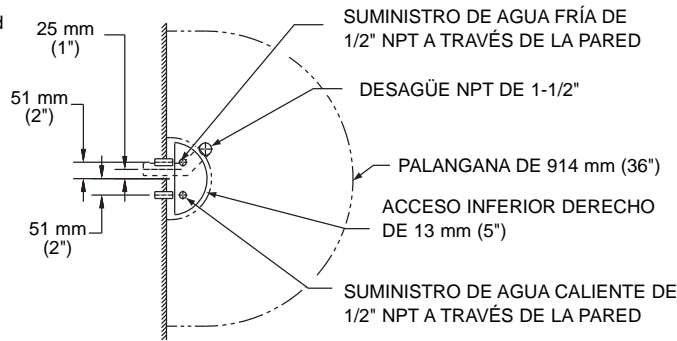 d
25 mm
(1")
51 mm
(2")
51 mm
(2")
SUMINISTRO DE AGUA FRÍA DE
1/2" NPT A TRAVÉS DE LA PARED
DESAGÜE NPT DE 1-1/2"
PALANGANA DE 914 mm (36")
ACCESO INFERIOR DERECHO
DE 13 mm (5")
SUMINISTRO DE AGUA CALIENTE DE
1/2" NPT A TRAVÉS DE LA PARED